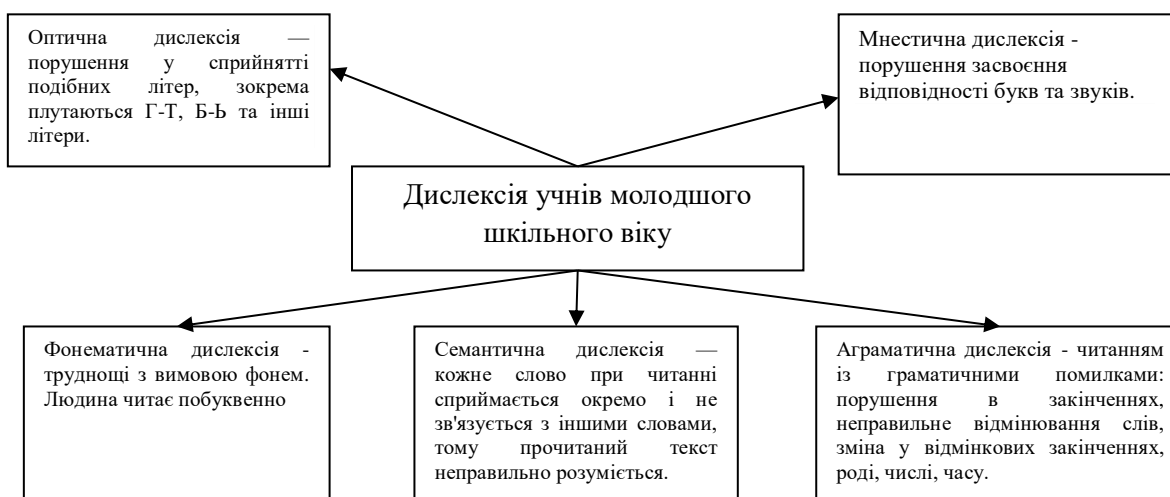 Оптична дислексія —
порушення у сприйнятті
подібних літер, зокрема
плутаються Г-Т, Б-Ь та інші
літери.
Мнестична дислексія -
порушення засвоєння
відповідності букв та звуків.
Дислексія учнів молодшого
шкільного віку
Фонематична дислексія -
труднощі з вимовою фонем.
Людина читає побуквенно
Семантична дислексія —
кожне слово при читанні
сприймається окремо і не
зв'язується з іншими словами,
тому прочитаний текст
неправильно розуміється.
Аграматична дислексія - читанням
із граматичними помилками:
порушення в закінченнях,
неправильне відмінювання слів,
зміна у відмінкових закінченнях,
роді, числі, часу.